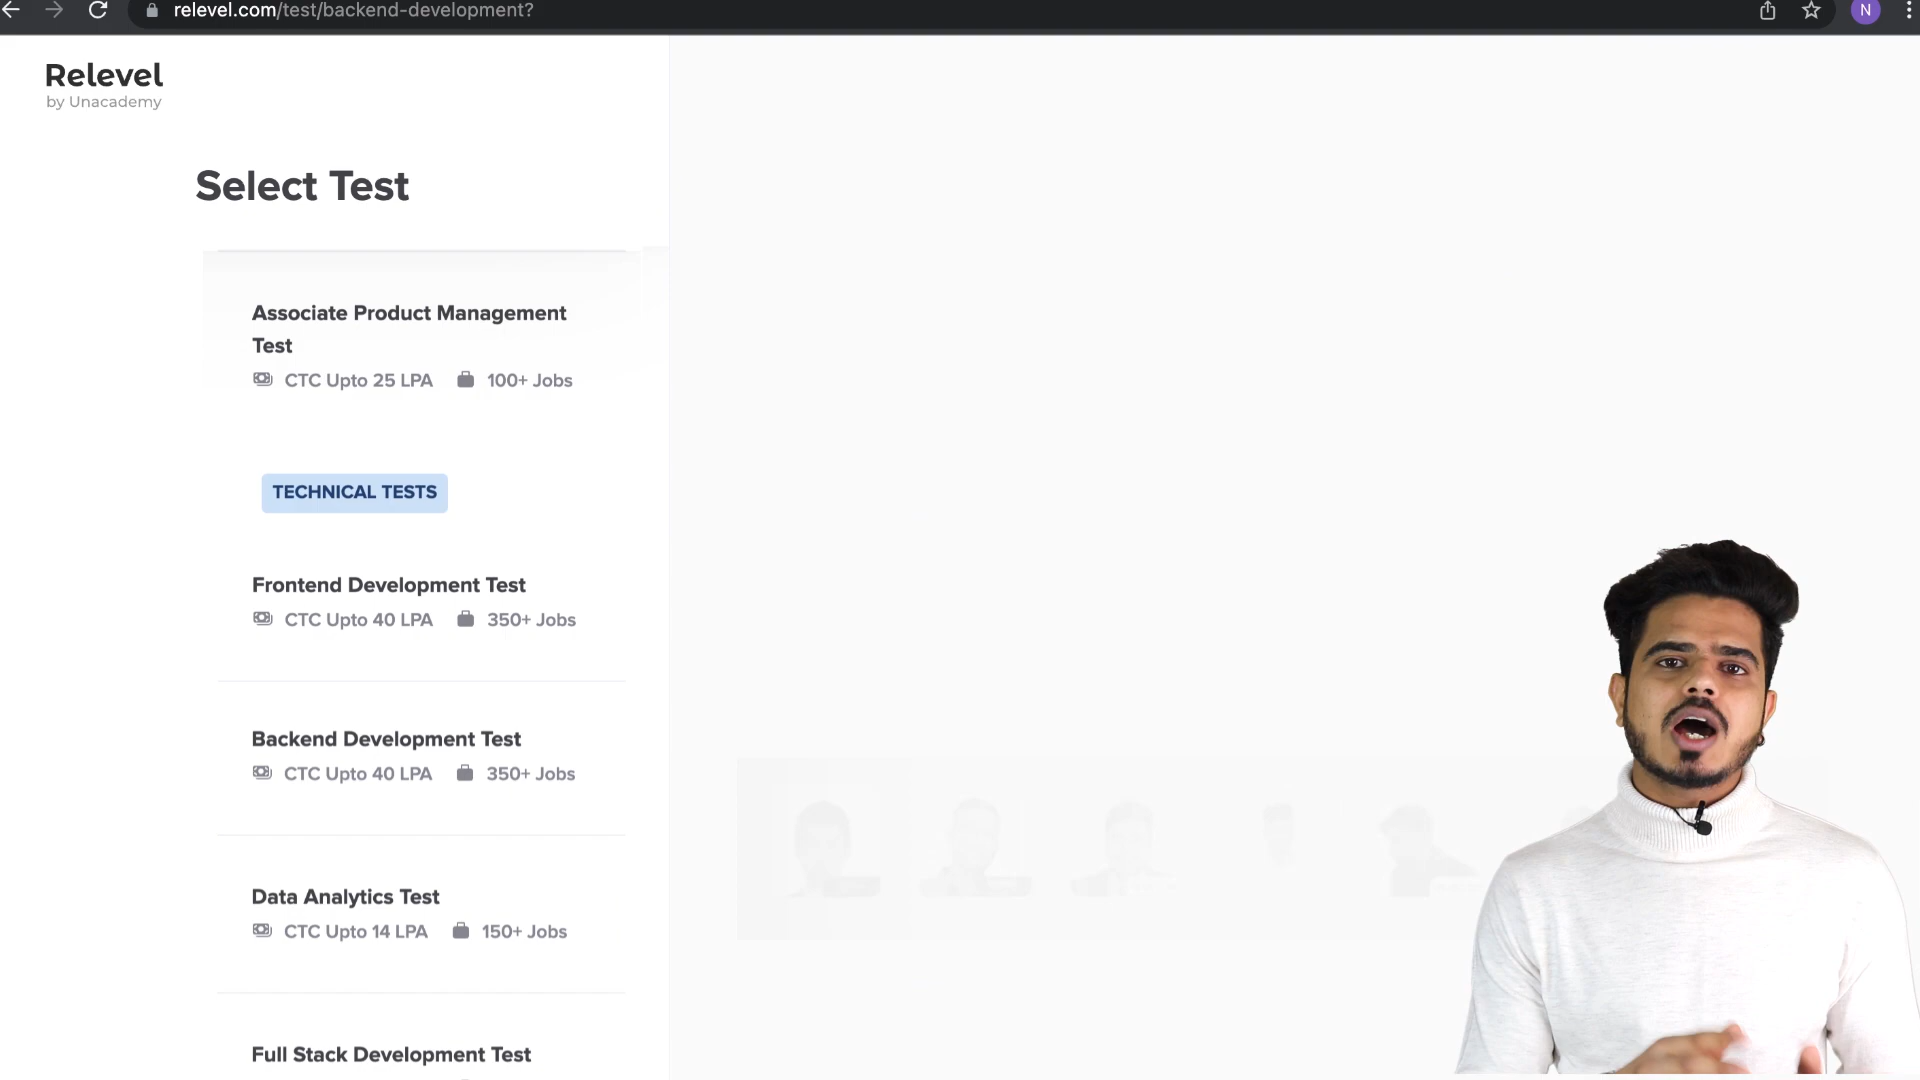 relevel.com/test/backend-development?
N
Relevel
by Unacademy
Select Test
Associate Product Management
Test
CTC Upto 25 LPA 100+ Jobs
TECHNICAL TESTS
Frontend Development Test
CTC Upto 40 LPA 350+ Jobs
Backend Development Test
CTC Upto 40 LPA 350+ Jobs
Data Analytics Test
CTC Upto 14 LPA 150+ Jobs
Full Stack Development Test